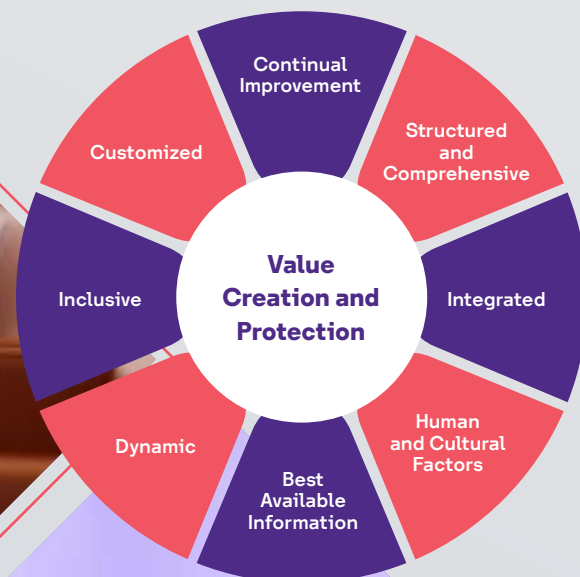 Continual
Improvement
Structured
and
Comprehensive
Customized
Value
Creation and
Protection
Inclusive
Integrated
Human
and Cultural
Factors
Dynamic
Best
Available
Information